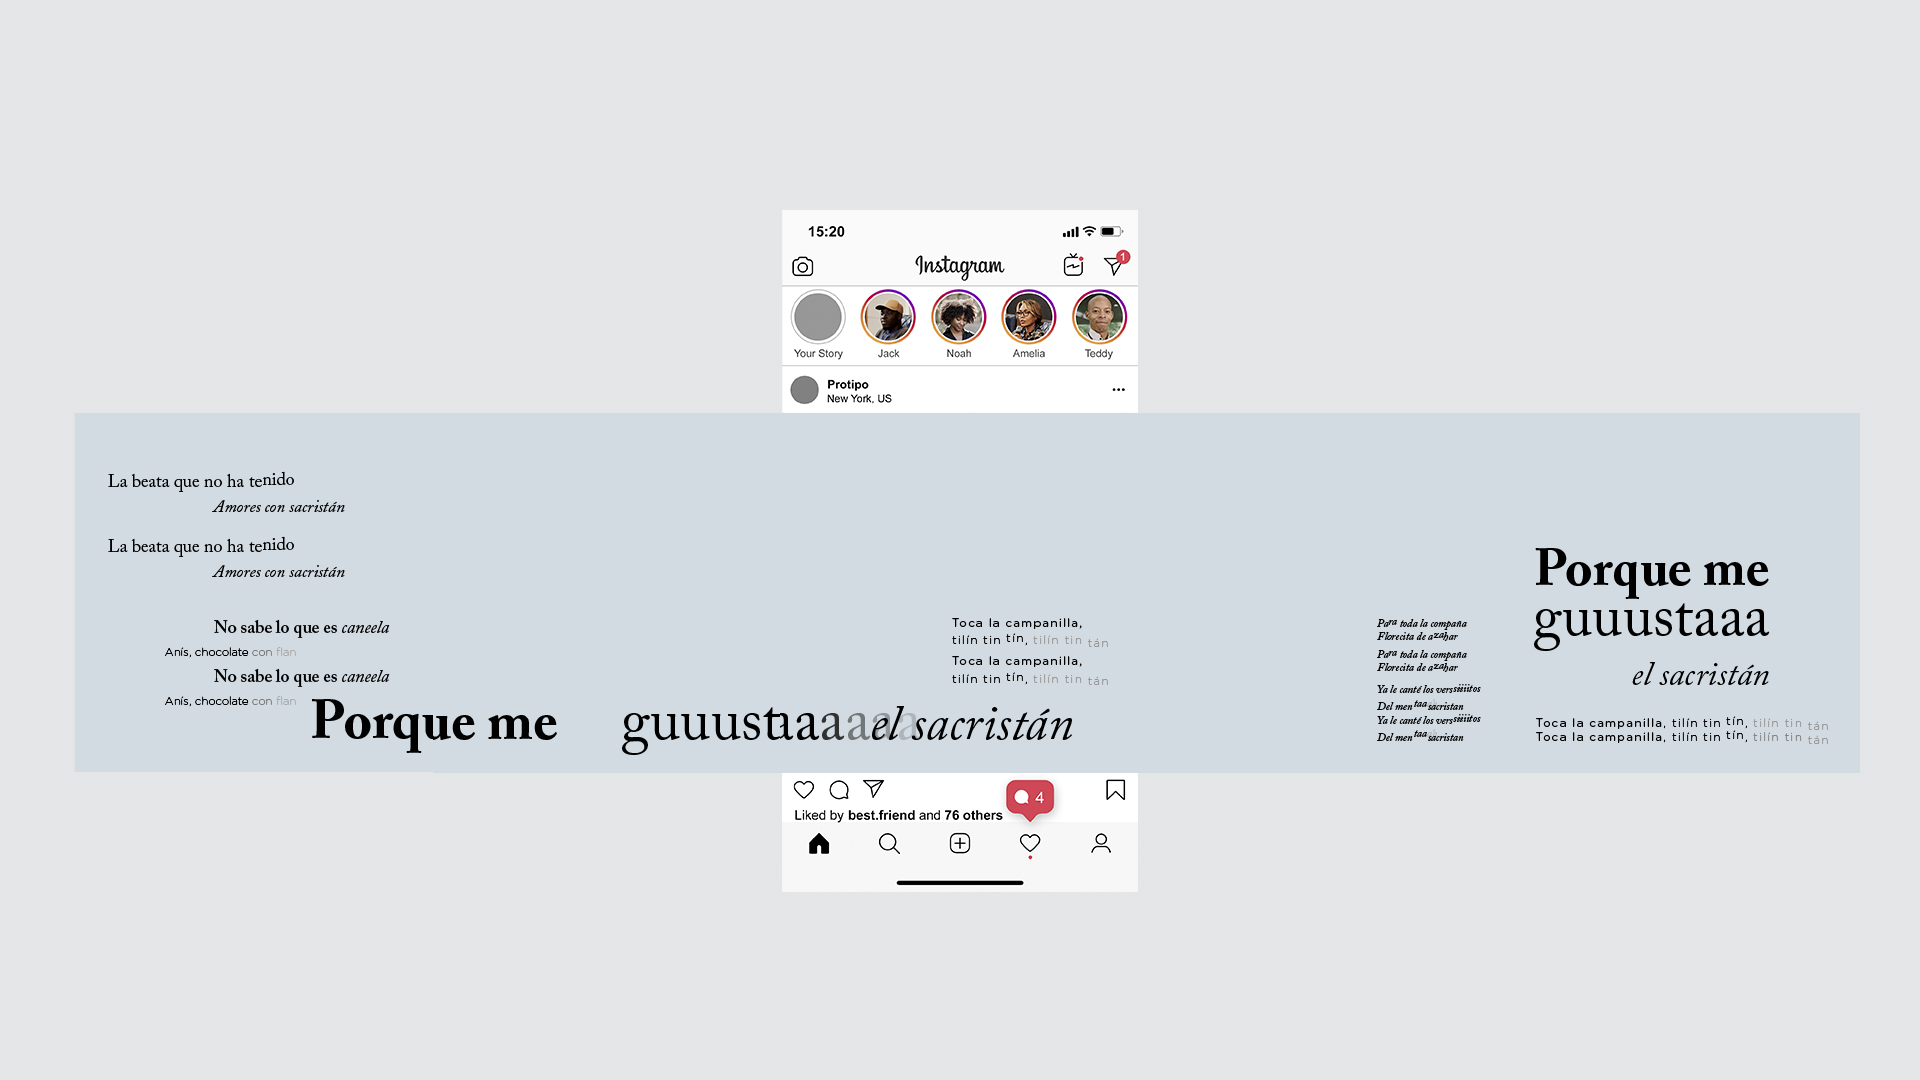 15:20
Instagram
1
Your Story
Jack
Noah
Amelia
Teddy
Protipo
New York, US
La beata que no ha tenido
Amores con sacristán
La beata que no ha tenido
Amores con sacristán
No sabe lo que es caneela
Anís, chocolate con flan
No sabe lo que es caneela
Anís, chocolate con flan
Porque me guuustaaaaaa el sacristán
Toca la campanilla,
tilín tin tín, tilín tin tán
Toca la campanilla,
tilín tin tín, tilín tin tán
Para toda la compaña
Florecita de azahar
Para toda la compaña
Florecita de azahar
Ya le canté los versiiiitos
Del men taa sacristan
Ya le canté los versiiiitos
Del men taa sacristan
Porque me
guuustaaa
el sacristán
Toca la campanilla, tilín tin tín, tilín tin tán
Toca la campanilla, tilín tin tín, tilín tin tán
4
Liked by best.friend and 76 others